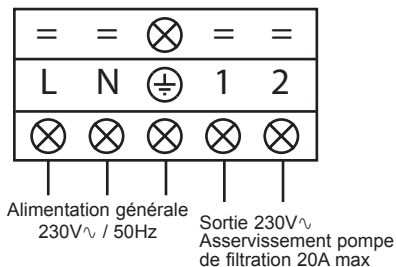 L N 1 2
Alimentation générale
230V∿ / 50Hz
Sortie 230V∿
Asservissement pompe
de filtration 20A max